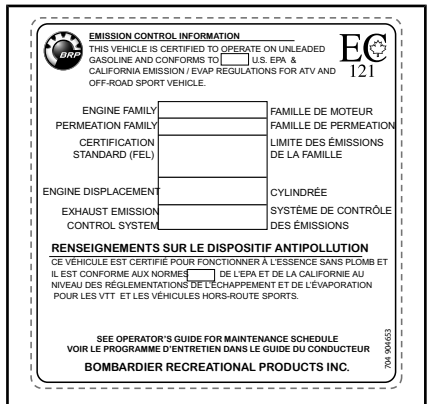 EMISSION CONTROL INFORMATION
THIS VEHICLE IS CERTIFIED TO OPERATE ON UNLEADED
GASOLINE AND CONFORMS TO U.S. EPA &
CALIFORNIA EMISSION / EVAP REGULATIONS FOR ATV AND
OFF-ROAD SPORT VEHICLE.
BRP
EC
121
ENGINE FAMILY FAMILLE DE MOTEUR
PERMEATION FAMILY FAMILLE DE PERMEATION
CERTIFICATION LIMITE DES ÉMISSIONS
STANDARD (FEL) DE LA FAMILLE
ENGINE DISPLACEMENT CYLINDRÉE
EXHAUST EMISSION SYSTÈME DE CONTRÔLE
CONTROL SYSTEM DES ÉMISSIONS
RENSEIGNEMENTS SUR LE DISPOSITIF ANTIPOLLUTION
CE VÉHICULE EST CERTIFIÉ POUR FONCTIONNER À L'ESSENCE SANS PLOMB ET
IL EST CONFORME AUX NORMES DE L'EPA ET DE LA CALIFORNIE AU
NIVEAU DES RÉGLEMENTATIONS DE L'ÉCHAPPEMENT ET DE L'ÉVAPORATION
POUR LES VTT ET LES VÉHICULES HORS-ROUTE SPORTS.
SEE OPERATOR'S GUIDE FOR MAINTENANCE SCHEDULE
VOIR LE PROGRAMME D'ENTRETIEN DANS LE GUIDE DU CONDUCTEUR
BOMBARDIER RECREATIONAL PRODUCTS INC.
704 904653